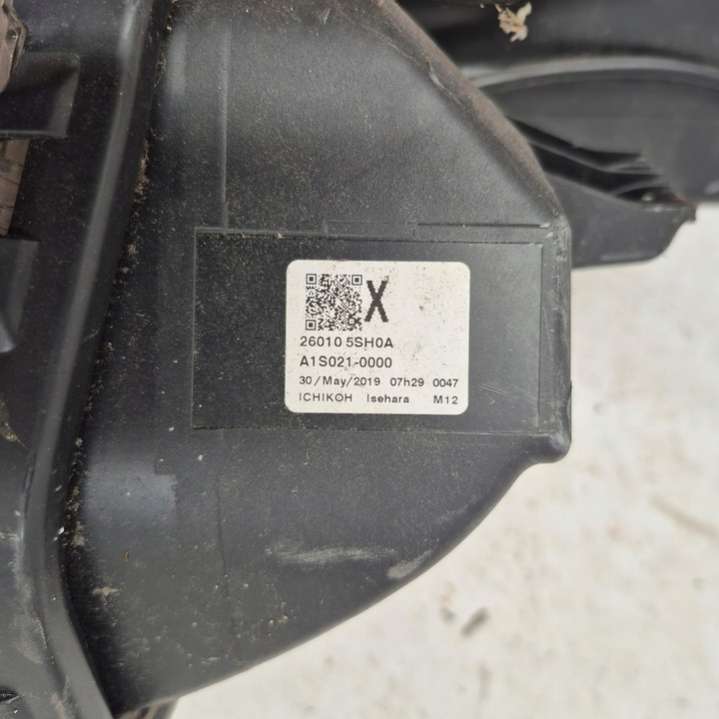 X
26010 5SH0A
A1S021-0000
30/May/2019 07h29 0047
ICHIKOH Isehara M12